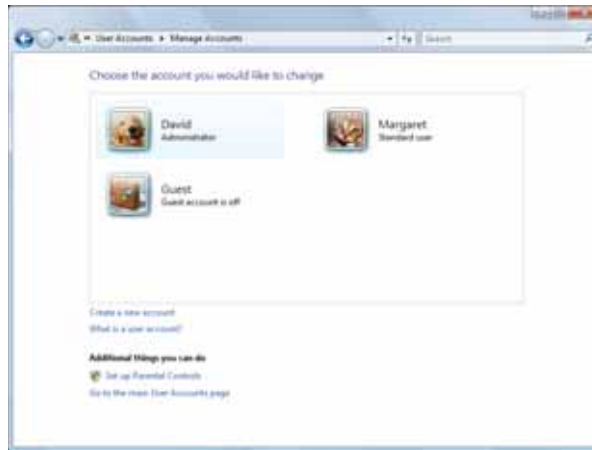 User Accounts ▸ Manage Accounts
Search
Choose the account you would like to change
David
Administrator
Margaret
Standard user
Guest
Guest account is off
Create a new account
What is a user account?
Additional things you can do
Set up Parental Controls
Go to the main User Accounts page